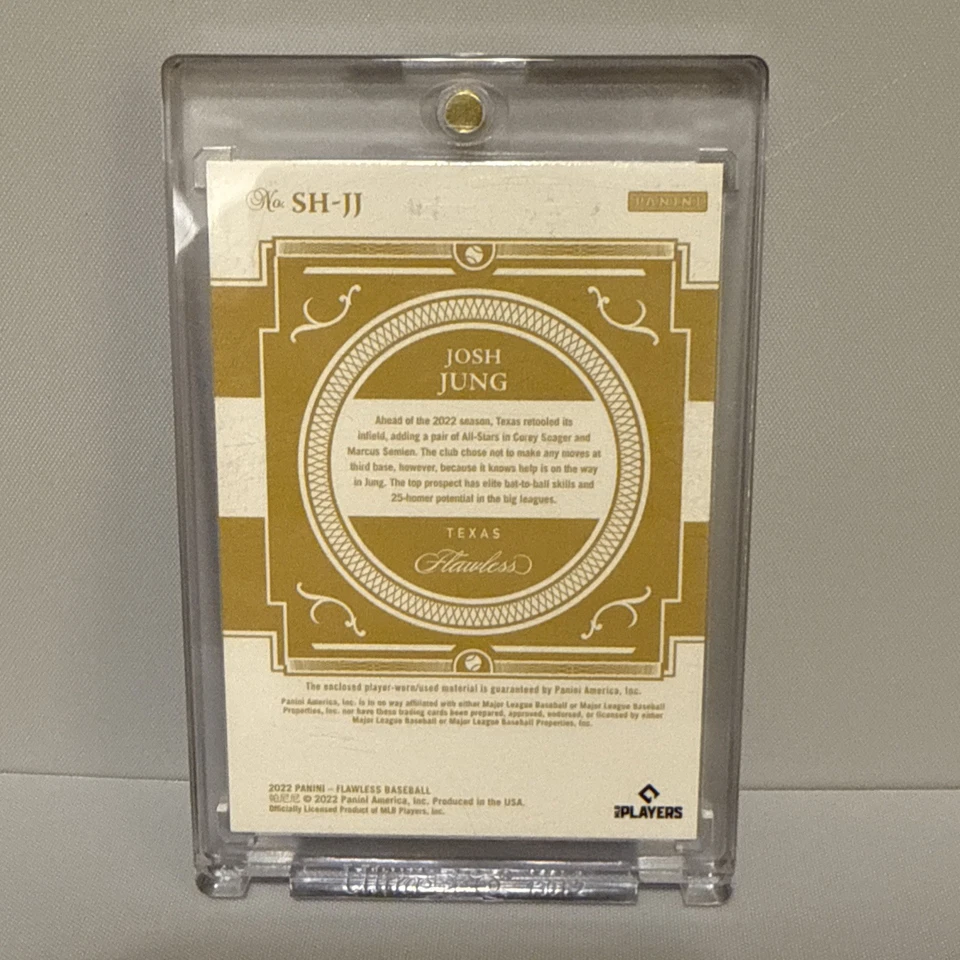 No. SH-JJ
PANINI
JOSH
JUNG
Ahead of the 2022 season, Texas retooled its
infield, adding a pair of All-Stars in Corey Seager and
Marcus Semien. The club chose not to make any moves at
third base, however, because it knows help is on the way
in Jung. The top prospect has elite bat-to-ball skills and
25-homer potential in the big leagues.
TEXAS
Flawless
The enclosed player-worn/used material is guaranteed by Panini America, Inc.
Panini America, Inc. is in no way affiliated with either Major League Baseball or Major League Baseball
Properties, Inc. nor have these trading cards been prepared, approved, endorsed, or licensed by either
Major League Baseball or Major League Baseball Properties, Inc.
2022 PANINI – FLAWLESS BASEBALL
帕尼尼 © 2022 Panini America, Inc. Produced in the USA.
Officially Licensed Product of MLB Players, Inc.
MLB PLAYERS